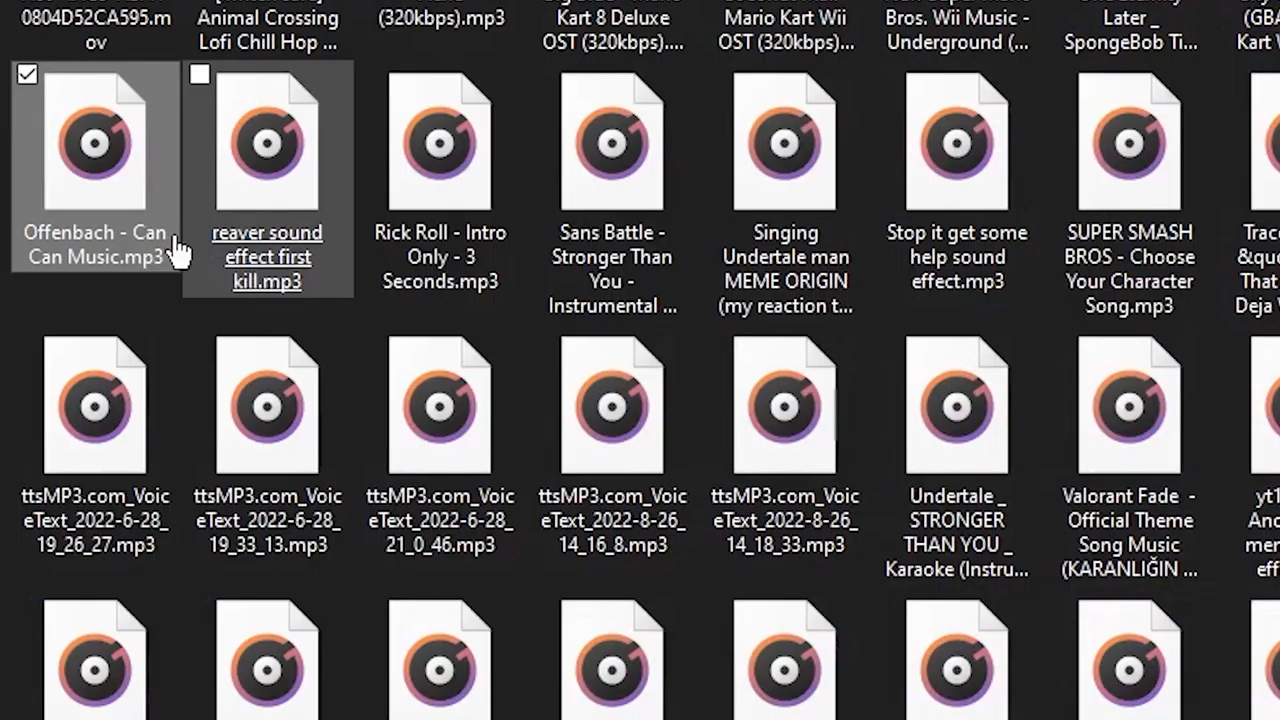 0804D52CA595.m
ov
Animal Crossing
Lofi Chill Hop ...
(320kbps).mp3
Kart 8 Deluxe
OST (320kbps)....
Mario Kart Wii
OST (320kbps)...
Bros. Wii Music -
Underground (...
Later _
SpongeBob Ti...
(GBA
Kart W
Offenbach - Can
Can Music.mp3
reaver sound
effect first
kill.mp3
Rick Roll - Intro
Only - 3
Seconds.mp3
Sans Battle -
Stronger Than
You -
Instrumental ...
Singing
Undertale man
MEME ORIGIN
(my reaction t...
Stop it get some
help sound
effect.mp3
SUPER SMASH
BROS - Choose
Your Character
Song.mp3
Trac
&quo
That
Deja
ttsMP3.com_Voic
eText_2022-6-28_
19_26_27.mp3
ttsMP3.com_Voic
eText_2022-6-28_
19_33_13.mp3
ttsMP3.com_Voic
eText_2022-6-28_
21_0_46.mp3
ttsMP3.com_Voic
eText_2022-8-26_
14_16_8.mp3
ttsMP3.com_Voic
eText_2022-8-26_
14_18_33.mp3
Undertale _
STRONGER
THAN YOU _
Karaoke (Instru...
Valorant Fade -
Official Theme
Song Music
(KARANLIĞIN ...
yt1
And
mer
eff